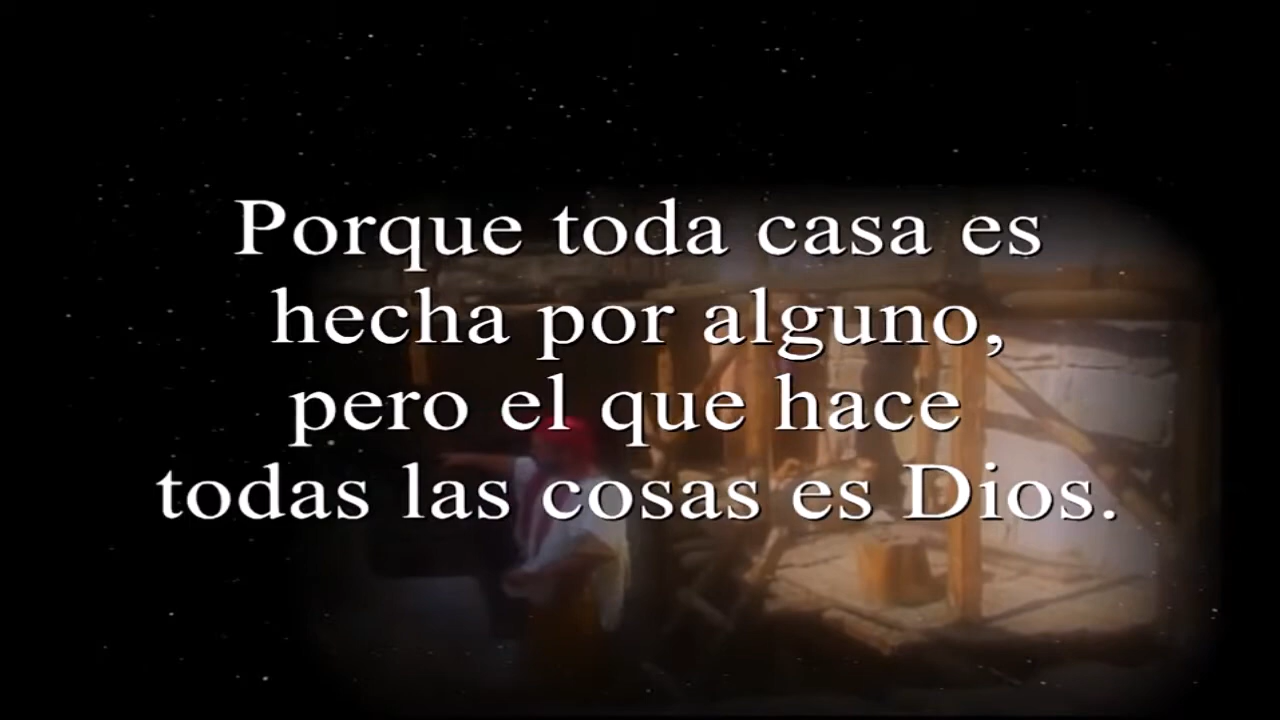 Porque toda casa es
hecha por alguno,
pero el que hace
todas las cosas es Dios.